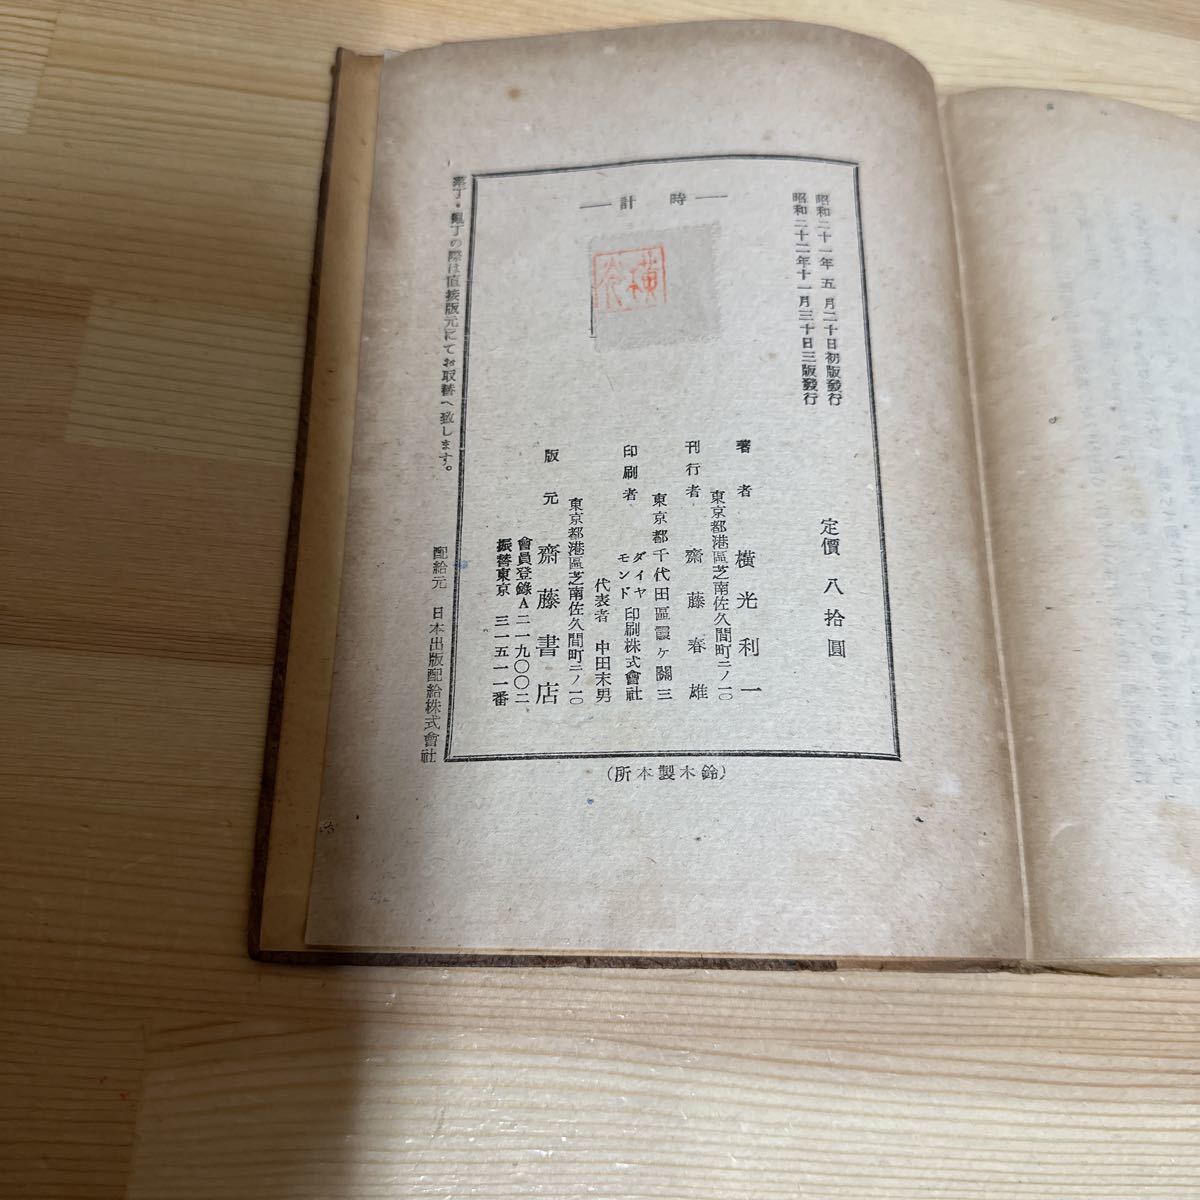 昭和二十一年五月二十日初版發行
昭和二十二年十一月三十日三版發行
定價 八拾圓
―時計―
横光
著者 橫光利一
東京都港區芝南佐久間町二ノ一〇
刊行者 齋藤春雄
東京都千代田區霞ヶ關三
印刷者 ダイヤモンド印刷株式會社
代表者 中田末男
東京都港區芝南佐久間町二ノ一〇
版元 齋藤書店
會員登錄A二一九〇〇二
振替東京 三一五一一番
(鈴木製本所)
落丁・亂丁の際は直接版元にてお取替へ致します。
配給元 日本出版配給株式會社